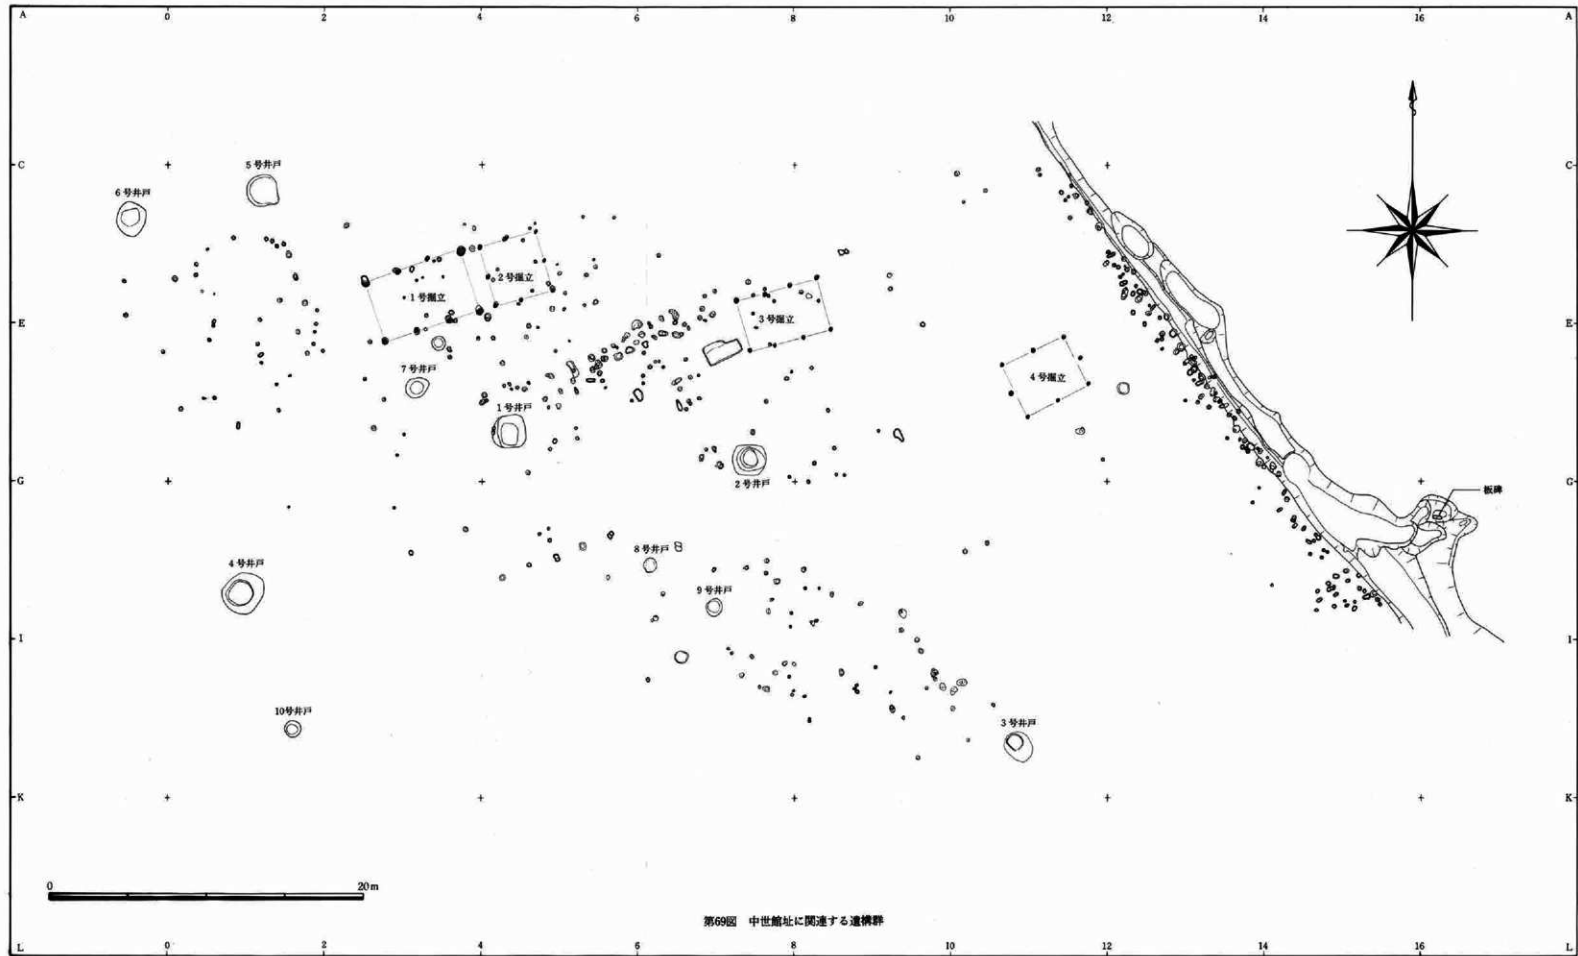 A 0 2 4 6 8 10 12 14 16 A
C C
5号井戸
6号井戸
2号掘立
1号掘立
3号掘立
E E
7号井戸
4号掘立
1号井戸
2号井戸
G G
板碑
8号井戸
4号井戸
9号井戸
I I
10号井戸
3号井戸
K K
0 20m
第69図 中世館址に関連する遺構群
L 0 2 4 6 8 10 12 14 16 L